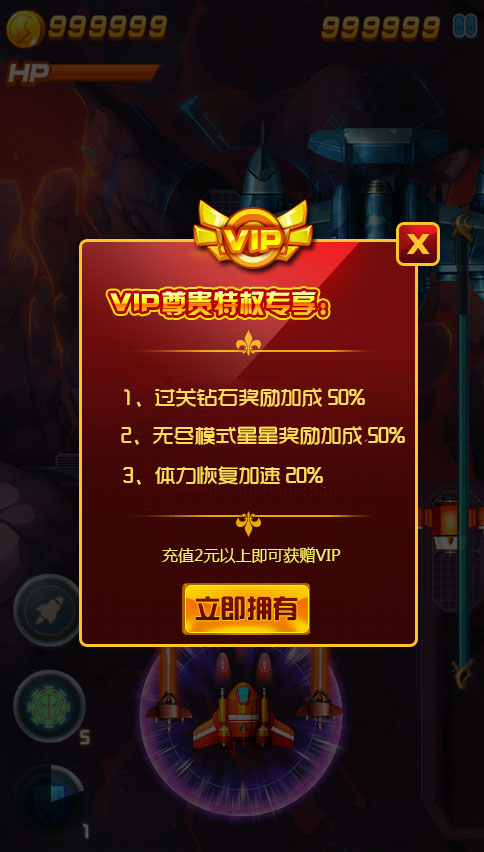 999999
999999
HP
VIP
X
VIP尊贵特权专享:
1、过关钻石奖励加成 50%
2、无尽模式星星奖励加成 50%
3、体力恢复加速 20%
充值2元以上即可获赠VIP
立即拥有
5
1